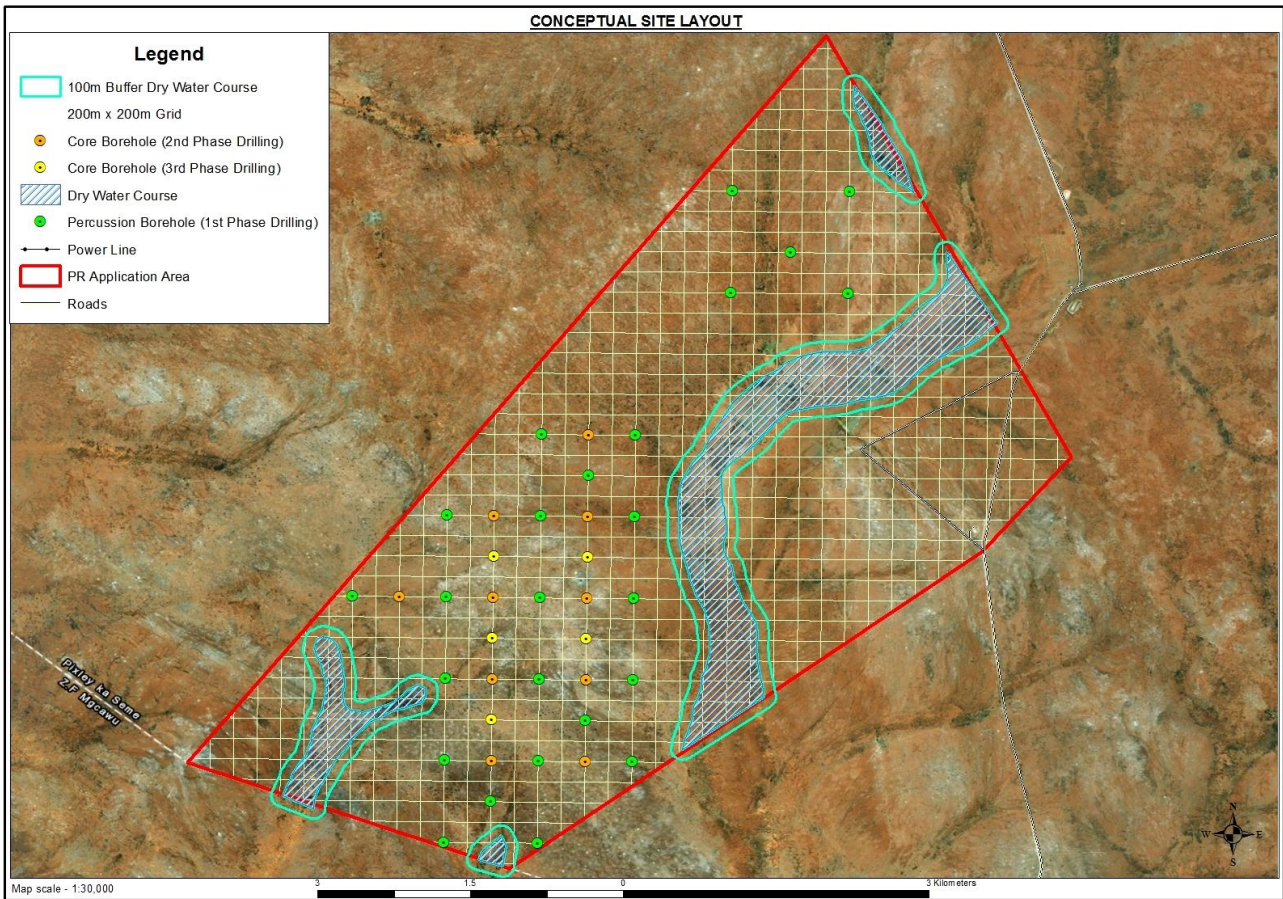 CONCEPTUAL SITE LAYOUT
Legend
100m Buffer Dry Water Course
200m x 200m Grid
Core Borehole (2nd Phase Drilling)
Core Borehole (3rd Phase Drilling)
Dry Water Course
Percussion Borehole (1st Phase Drilling)
Power Line
PR Application Area
Roads
Pixley ka Seme
Z.F Mgcawu
N
W E
S
Map scale - 1:30,000
3 1.5 0 3 Kilometers